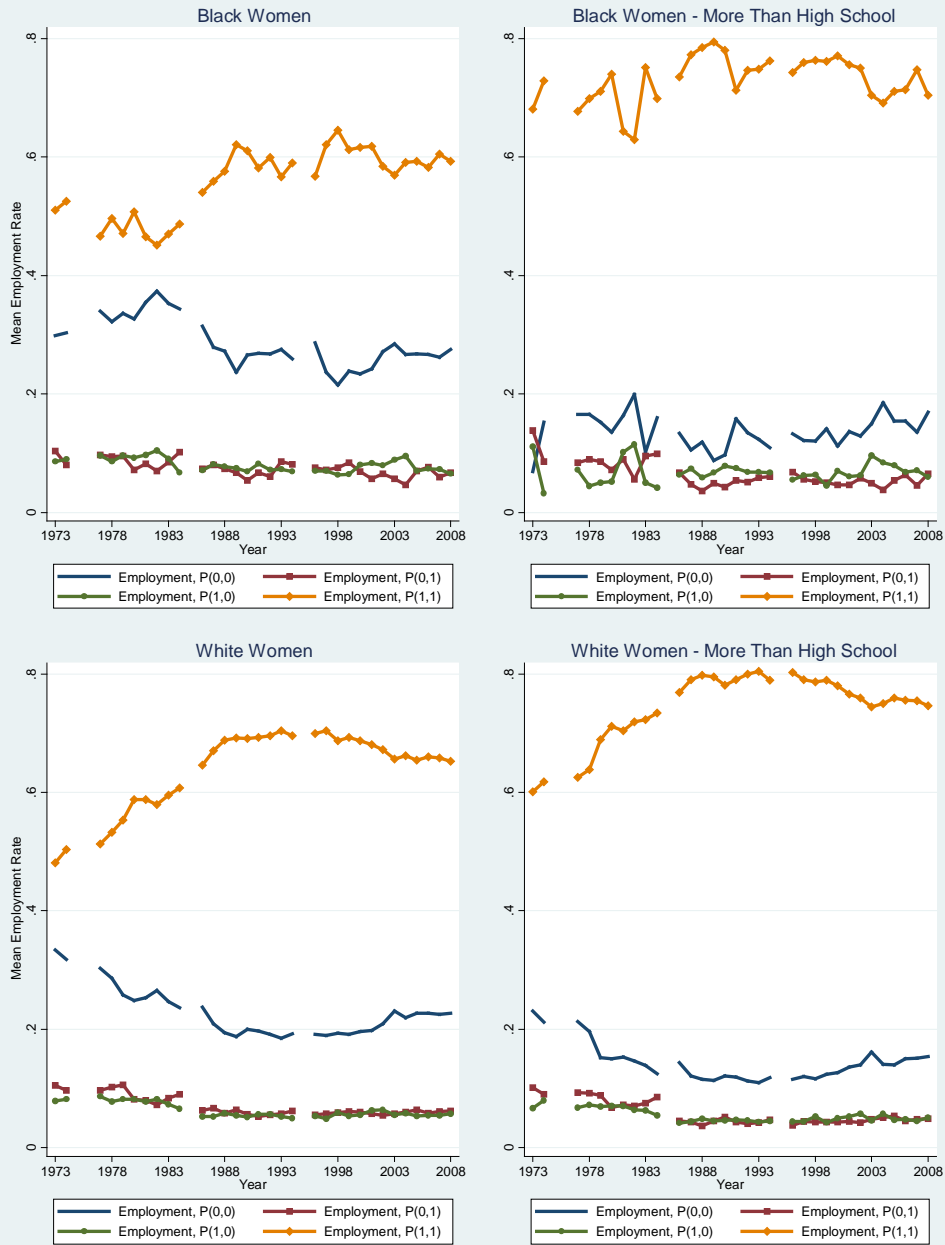 Black Women
Mean Employment Rate
.8
.6
.4
.2
0
1973 1978 1983 1988 1993 1998 2003 2008
Year
Employment, P(0,0) Employment, P(0,1)
Employment, P(1,0) Employment, P(1,1)
Black Women - More Than High School
.8
.6
.4
.2
0
1973 1978 1983 1988 1993 1998 2003 2008
Year
Employment, P(0,0) Employment, P(0,1)
Employment, P(1,0) Employment, P(1,1)
White Women
Mean Employment Rate
.8
.6
.4
.2
0
1973 1978 1983 1988 1993 1998 2003 2008
Year
Employment, P(0,0) Employment, P(0,1)
Employment, P(1,0) Employment, P(1,1)
White Women - More Than High School
.8
.6
.4
.2
0
1973 1978 1983 1988 1993 1998 2003 2008
Year
Employment, P(0,0) Employment, P(0,1)
Employment, P(1,0) Employment, P(1,1)